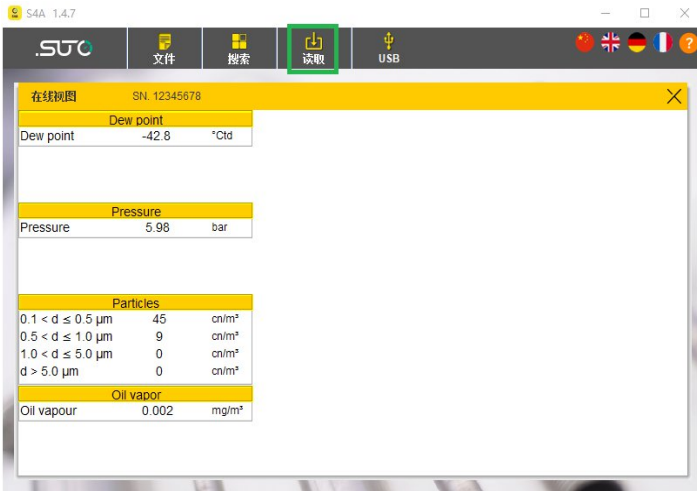 S4A 1.4.7
.SUTO
文件
搜索
读取
USB
?
在线视图 SN. 12345678
Dew point
Dew point -42.8 °Ctd
Pressure
Pressure 5.98 bar
Particles
0.1 < d ≤ 0.5 µm 45 cn/m³
0.5 < d ≤ 1.0 µm 9 cn/m³
1.0 < d ≤ 5.0 µm 0 cn/m³
d > 5.0 µm 0 cn/m³
Oil vapor
Oil vapour 0.002 mg/m³